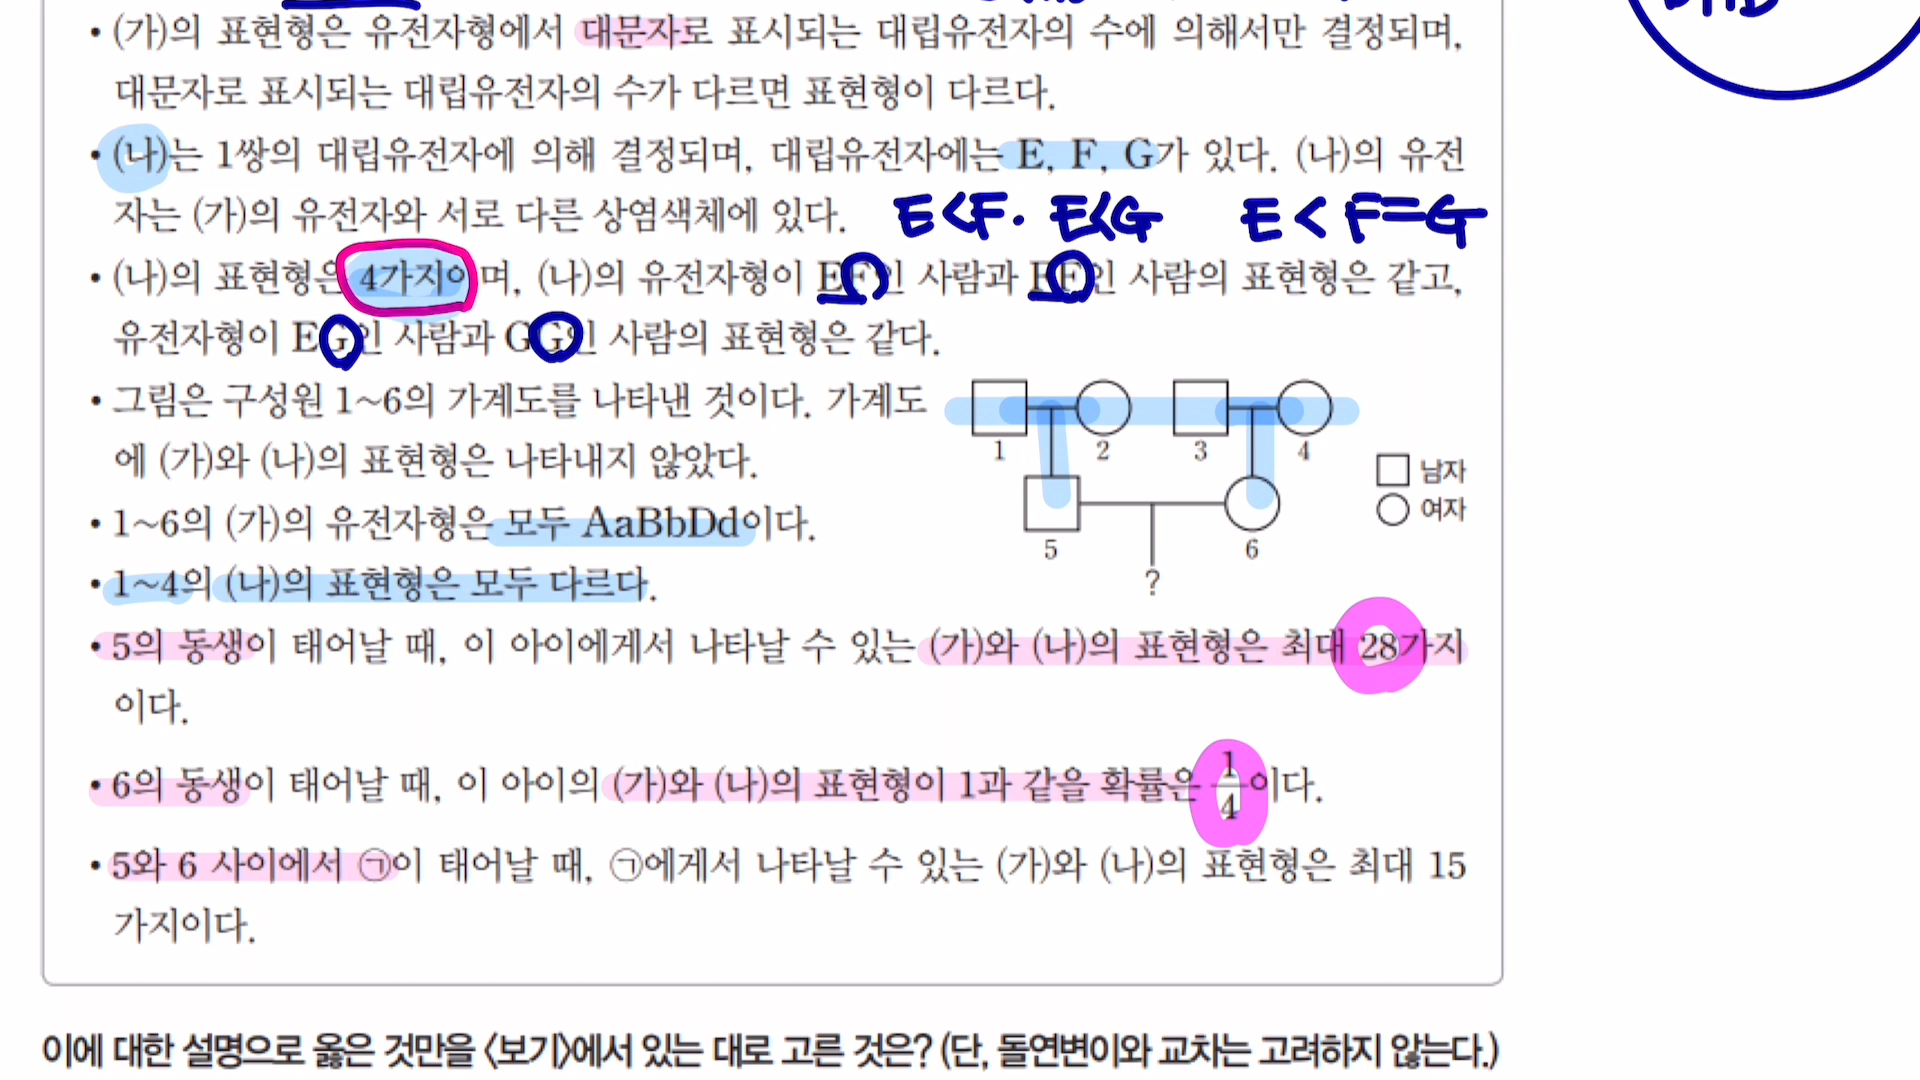 • (가)의 표현형은 유전자형에서 대문자로 표시되는 대립유전자의 수에 의해서만 결정되며,
대문자로 표시되는 대립유전자의 수가 다르면 표현형이 다르다.
• (나)는 1쌍의 대립유전자에 의해 결정되며, 대립유전자에는 E, F, G가 있다. (나)의 유전
자는 (가)의 유전자와 서로 다른 상염색체에 있다. E<F. E<G E<F=G
• (나)의 표현형은 4가지이며, (나)의 유전자형이 EF인 사람과 FF인 사람의 표현형은 같고,
유전자형이 EG인 사람과 GG인 사람의 표현형은 같다.
• 그림은 구성원 1~6의 가계도를 나타낸 것이다. 가계도
에 (가)와 (나)의 표현형은 나타내지 않았다.
1 2 3 4
남자
여자
5 6
?
• 1~6의 (가)의 유전자형은 모두 AaBbDd이다.
• 1~4의 (나)의 표현형은 모두 다르다.
• 5의 동생이 태어날 때, 이 아이에게서 나타날 수 있는 (가)와 (나)의 표현형은 최대 28가지
이다.
• 6의 동생이 태어날 때, 이 아이의 (가)와 (나)의 표현형이 1과 같을 확률은 1/4이다.
• 5와 6 사이에서 ㉠이 태어날 때, ㉠에게서 나타날 수 있는 (가)와 (나)의 표현형은 최대 15
가지이다.
이에 대한 설명으로 옳은 것만을 <보기>에서 있는 대로 고른 것은? (단, 돌연변이와 교차는 고려하지 않는다.)